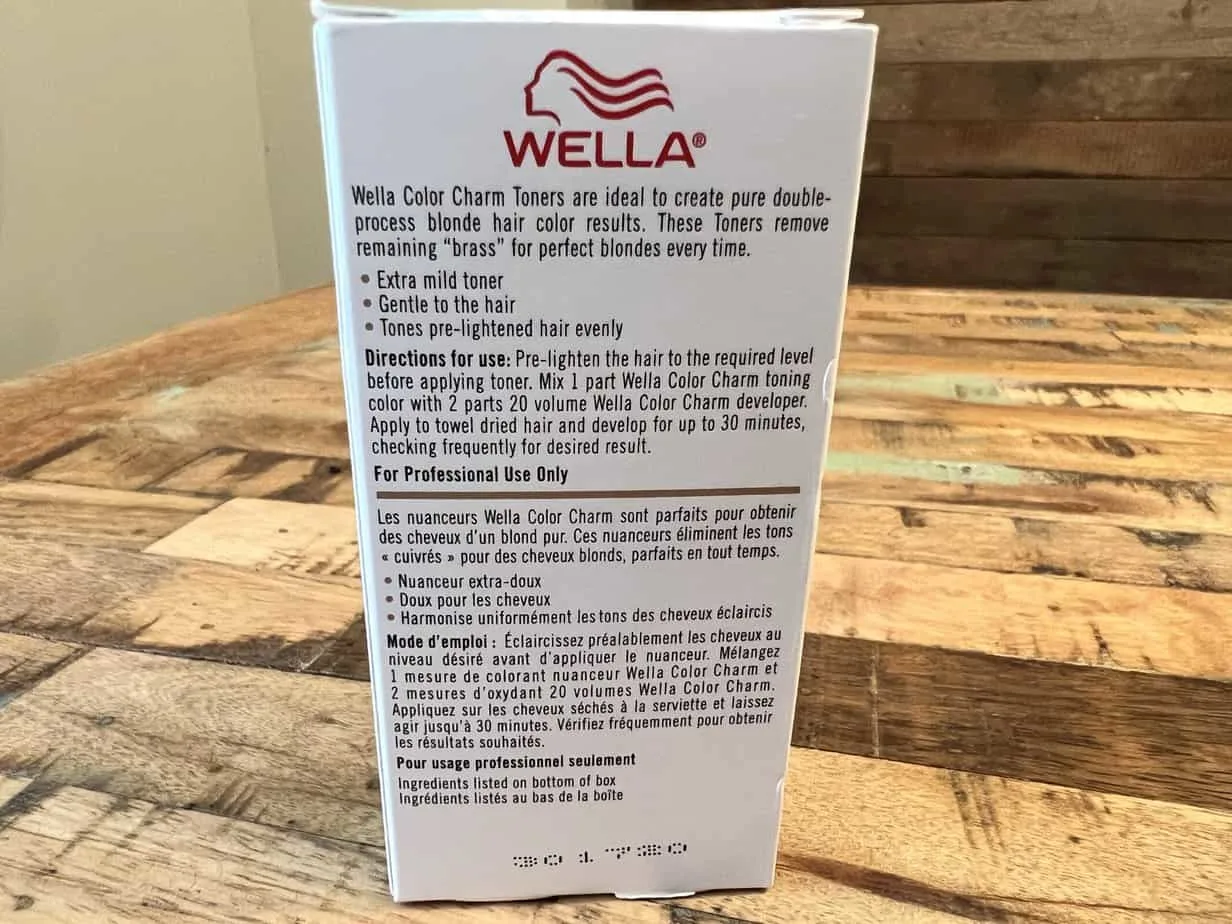 WELLA®
Wella Color Charm Toners are ideal to create pure double-
process blonde hair color results. These Toners remove
remaining "brass" for perfect blondes every time.
• Extra mild toner
• Gentle to the hair
• Tones pre-lightened hair evenly
Directions for use: Pre-lighten the hair to the required level
before applying toner. Mix 1 part Wella Color Charm toning
color with 2 parts 20 volume Wella Color Charm developer.
Apply to towel dried hair and develop for up to 30 minutes,
checking frequently for desired result.
For Professional Use Only
Les nuanceurs Wella Color Charm sont parfaits pour obtenir
des cheveux d'un blond pur. Ces nuanceurs éliminent les tons
« cuivrés » pour des cheveux blonds, parfaits en tout temps.
• Nuanceur extra-doux
• Doux pour les cheveux
• Harmonise uniformément les tons des cheveux éclaircis
Mode d'emploi : Éclaircissez préalablement les cheveux au
niveau désiré avant d'appliquer le nuanceur. Mélangez
1 mesure de colorant nuanceur Wella Color Charm et
2 mesures d'oxydant 20 volumes Wella Color Charm.
Appliquez sur les cheveux séchés à la serviette et laissez
agir jusqu'à 30 minutes. Vérifiez fréquemment pour obtenir
les résultats souhaités.
Pour usage professionnel seulement
Ingredients listed on bottom of box
Ingrédients listés au bas de la boîte